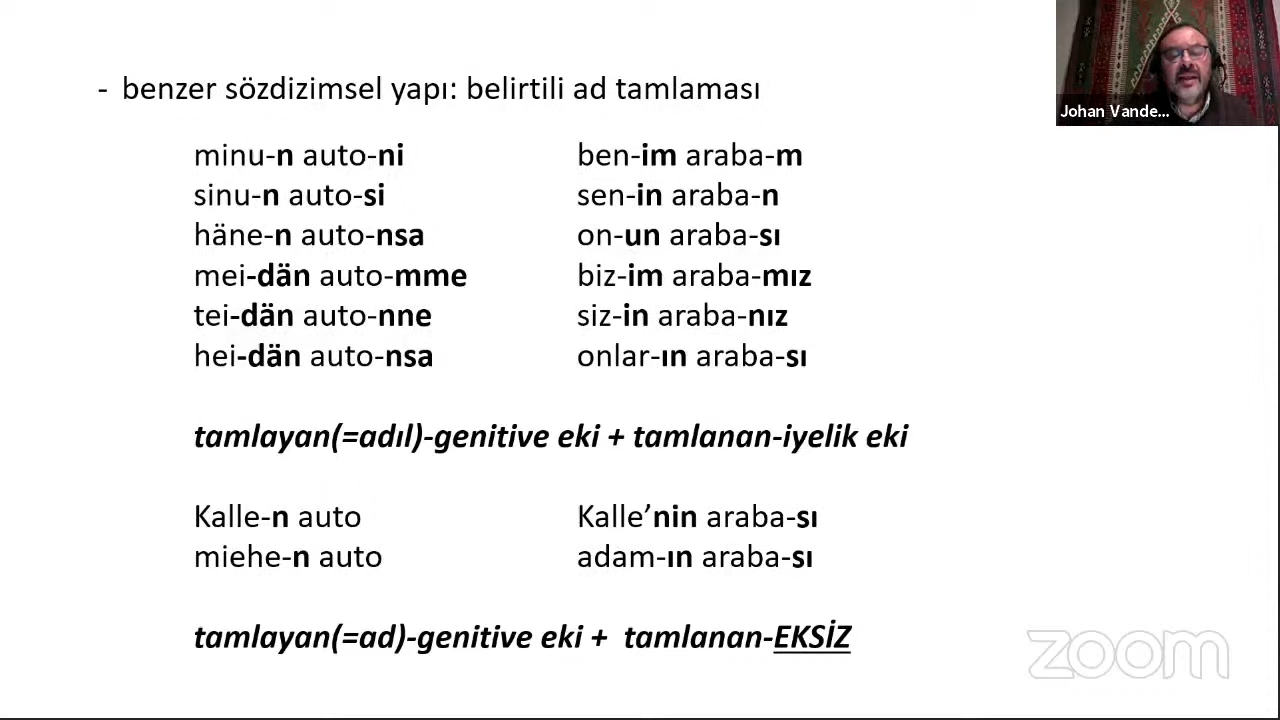 - benzer sözdizimsel yapı: belirtili ad tamlaması
minu-n auto-ni ben-im araba-m
sinu-n auto-si sen-in araba-n
häne-n auto-nsa on-un araba-sı
mei-dän auto-mme biz-im araba-mız
tei-dän auto-nne siz-in araba-nız
hei-dän auto-nsa onlar-ın araba-sı
tamlayan(=adıl)-genitive eki + tamlanan-iyelik eki
Kalle-n auto Kalle’nin araba-sı
miehe-n auto adam-ın araba-sı
tamlayan(=ad)-genitive eki + tamlanan-EKSİZ
Johan Vande...
zoom